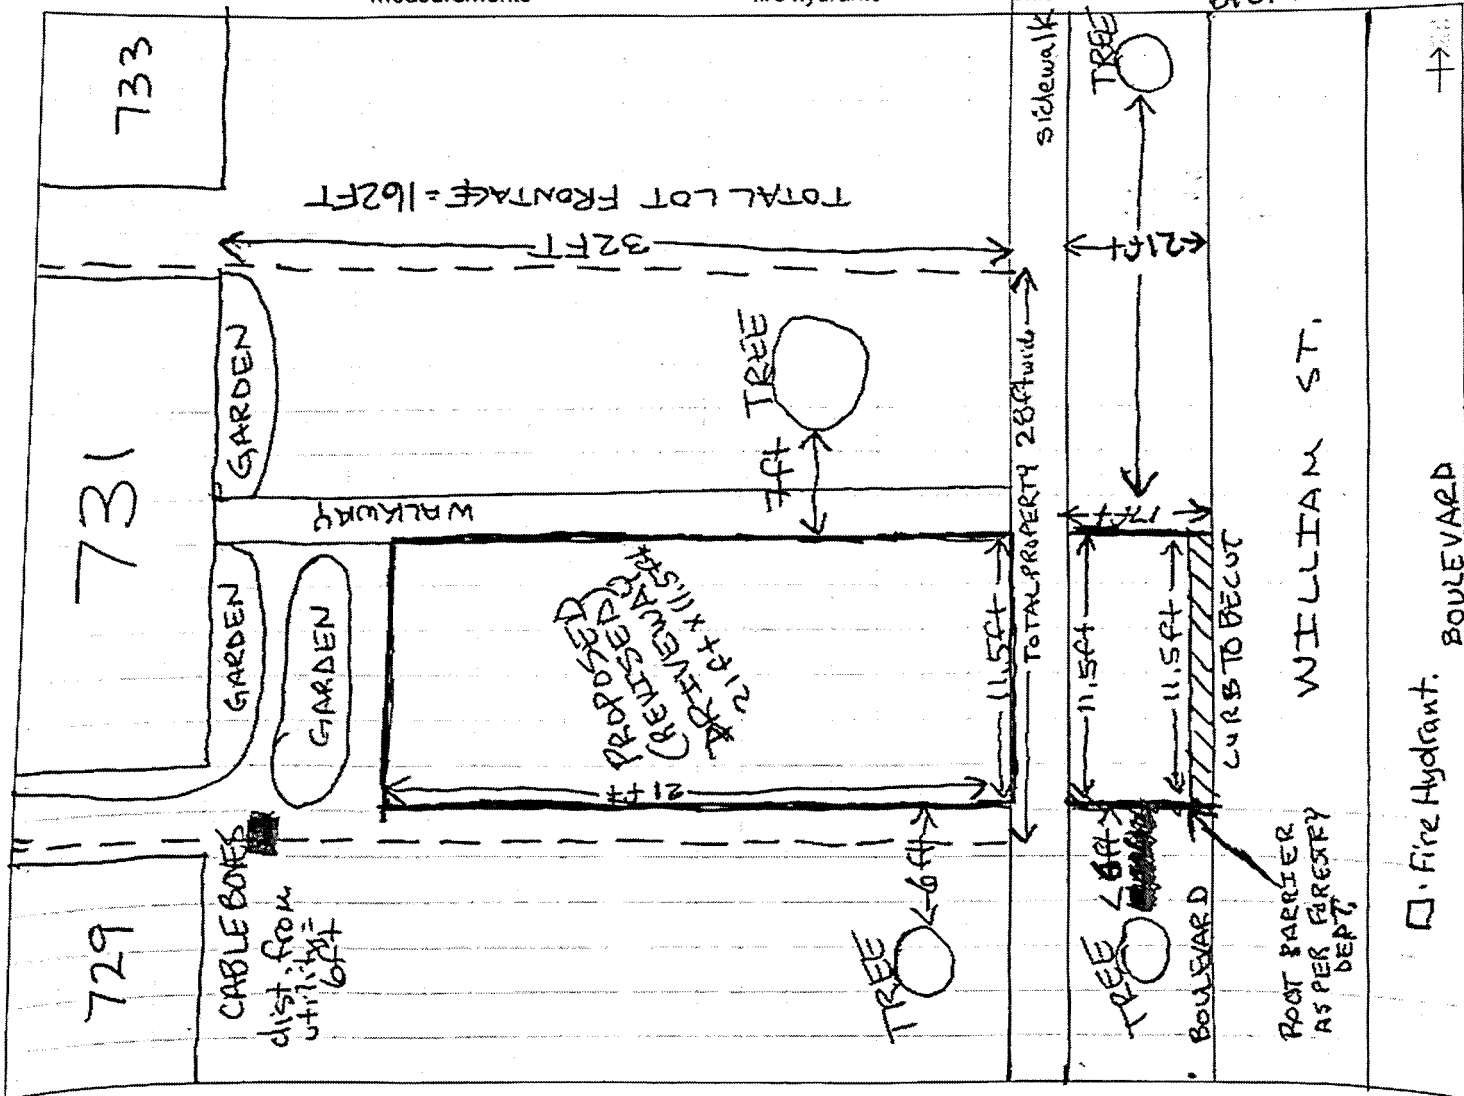 733
TOTAL LOT FRONTAGE = 162FT
32FT
sidewalk
TREE
21ft
731
GARDEN
TREE
7ft
WALKWAY
TOTAL PROPERTY 28ft wide
GARDEN
GARDEN
PROPOSED
(REVISED)
DRIVEWAY
21ft x 11.5ft
21 ft
11.5ft
11.5ft
11.5ft
CURB TO BE CUT
WILLIAM ST.
729
CABLE BOXES
dist. from
utility =
6ft
TREE
6ft
TREE
BOULEVARD
ROOT BARRIER
AS PER FORESTRY
DEPT.
Fire Hydrant.
BOULEVARD